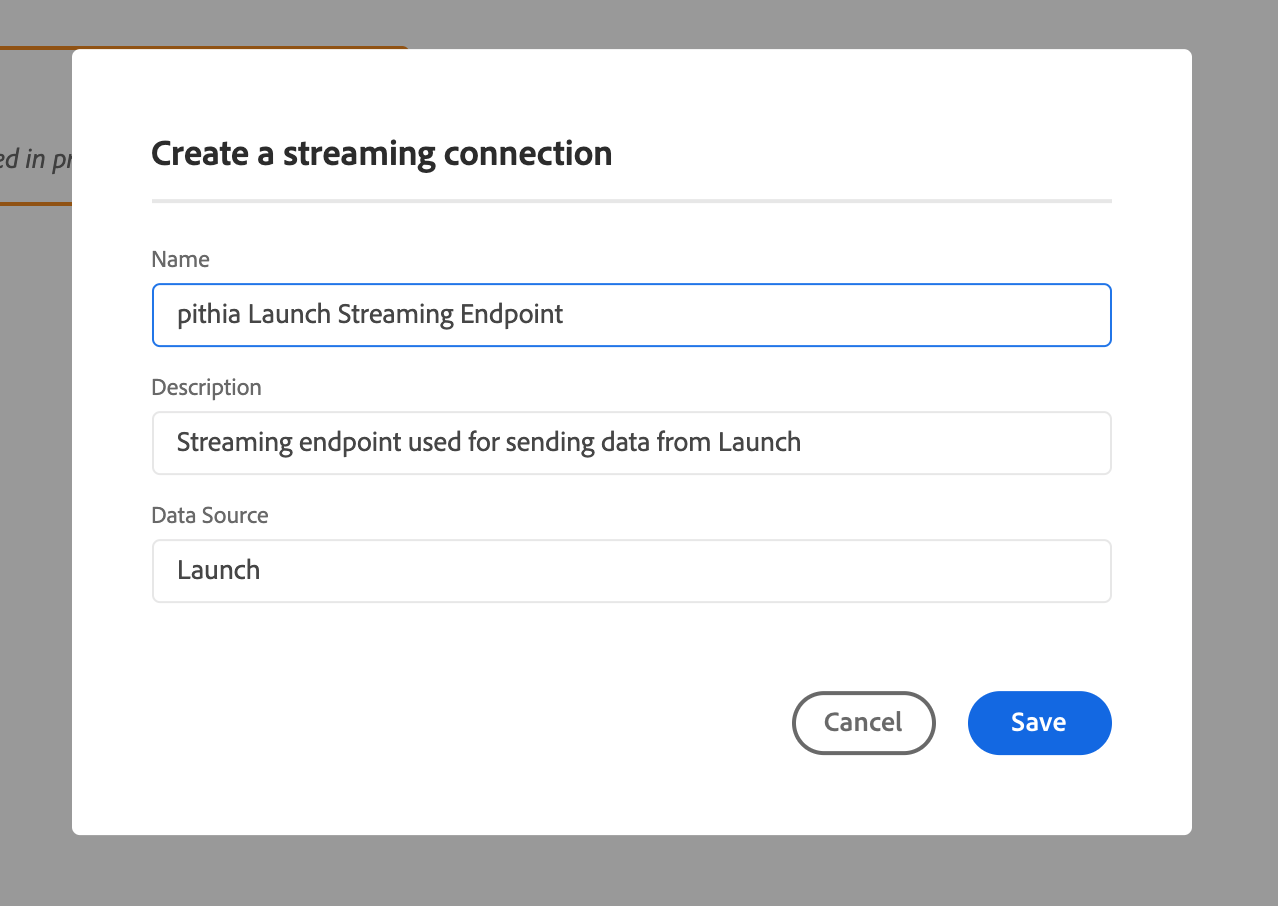 ed in pr
Create a streaming connection
Name
pithia Launch Streaming Endpoint
Description
Streaming endpoint used for sending data from Launch
Data Source
Launch
Cancel
Save